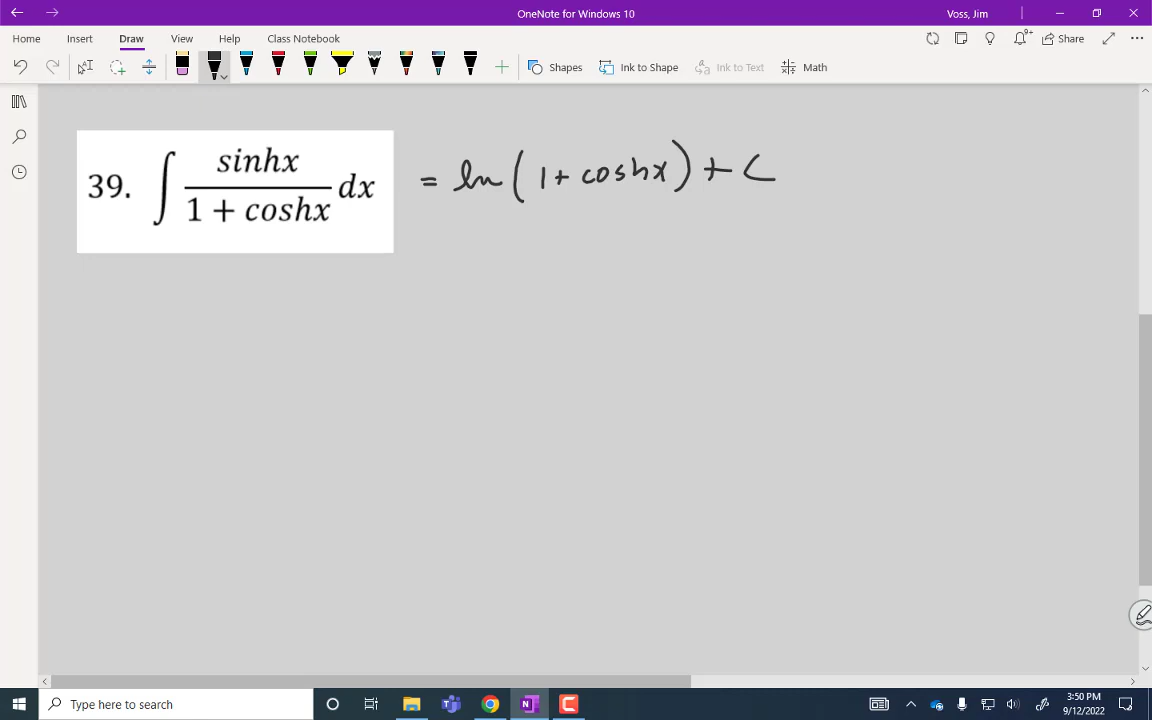 OneNote for Windows 10
Voss, Jim
Home Insert Draw View Help Class Notebook
Share
Shapes Ink to Shape Ink to Text Math
39. ∫ sinhx / 1 + coshx dx = ln(1 + coshx) + C
Type here to search
3:50 PM
9/12/2022